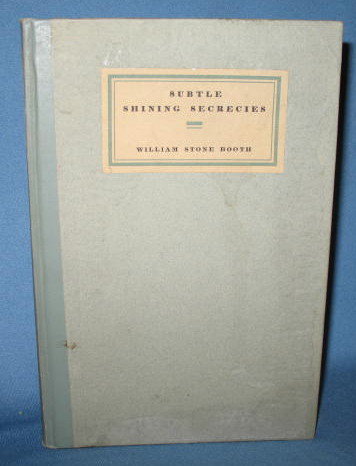 SUBTLE
SHINING SECRECIES
WILLIAM STONE BOOTH